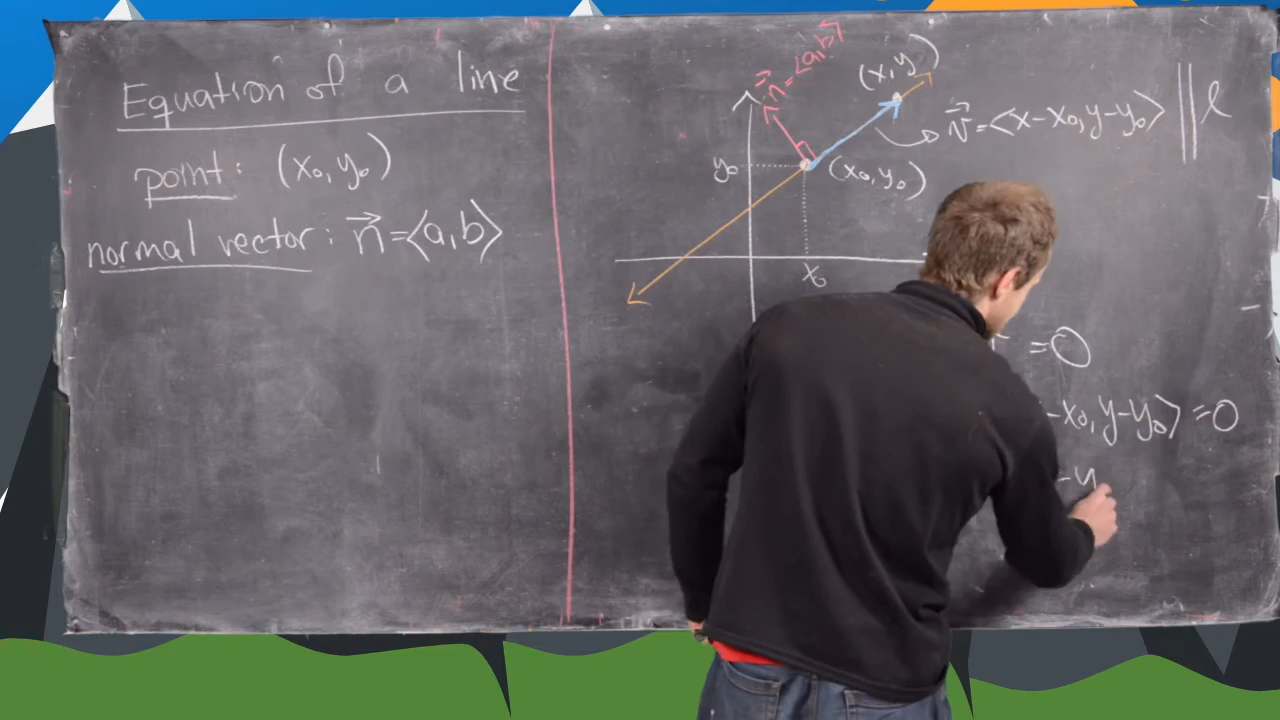 Equation of a line
point: (x₀, y₀)
normal vector: n⃗ = ⟨a, b⟩
n⃗ = ⟨a, b⟩
(x, y)
v⃗ = ⟨x - x₀, y - y₀⟩ || ℓ
y₀
(x₀, y₀)
x₀
= 0
- x₀, y - y₀⟩ = 0
- y